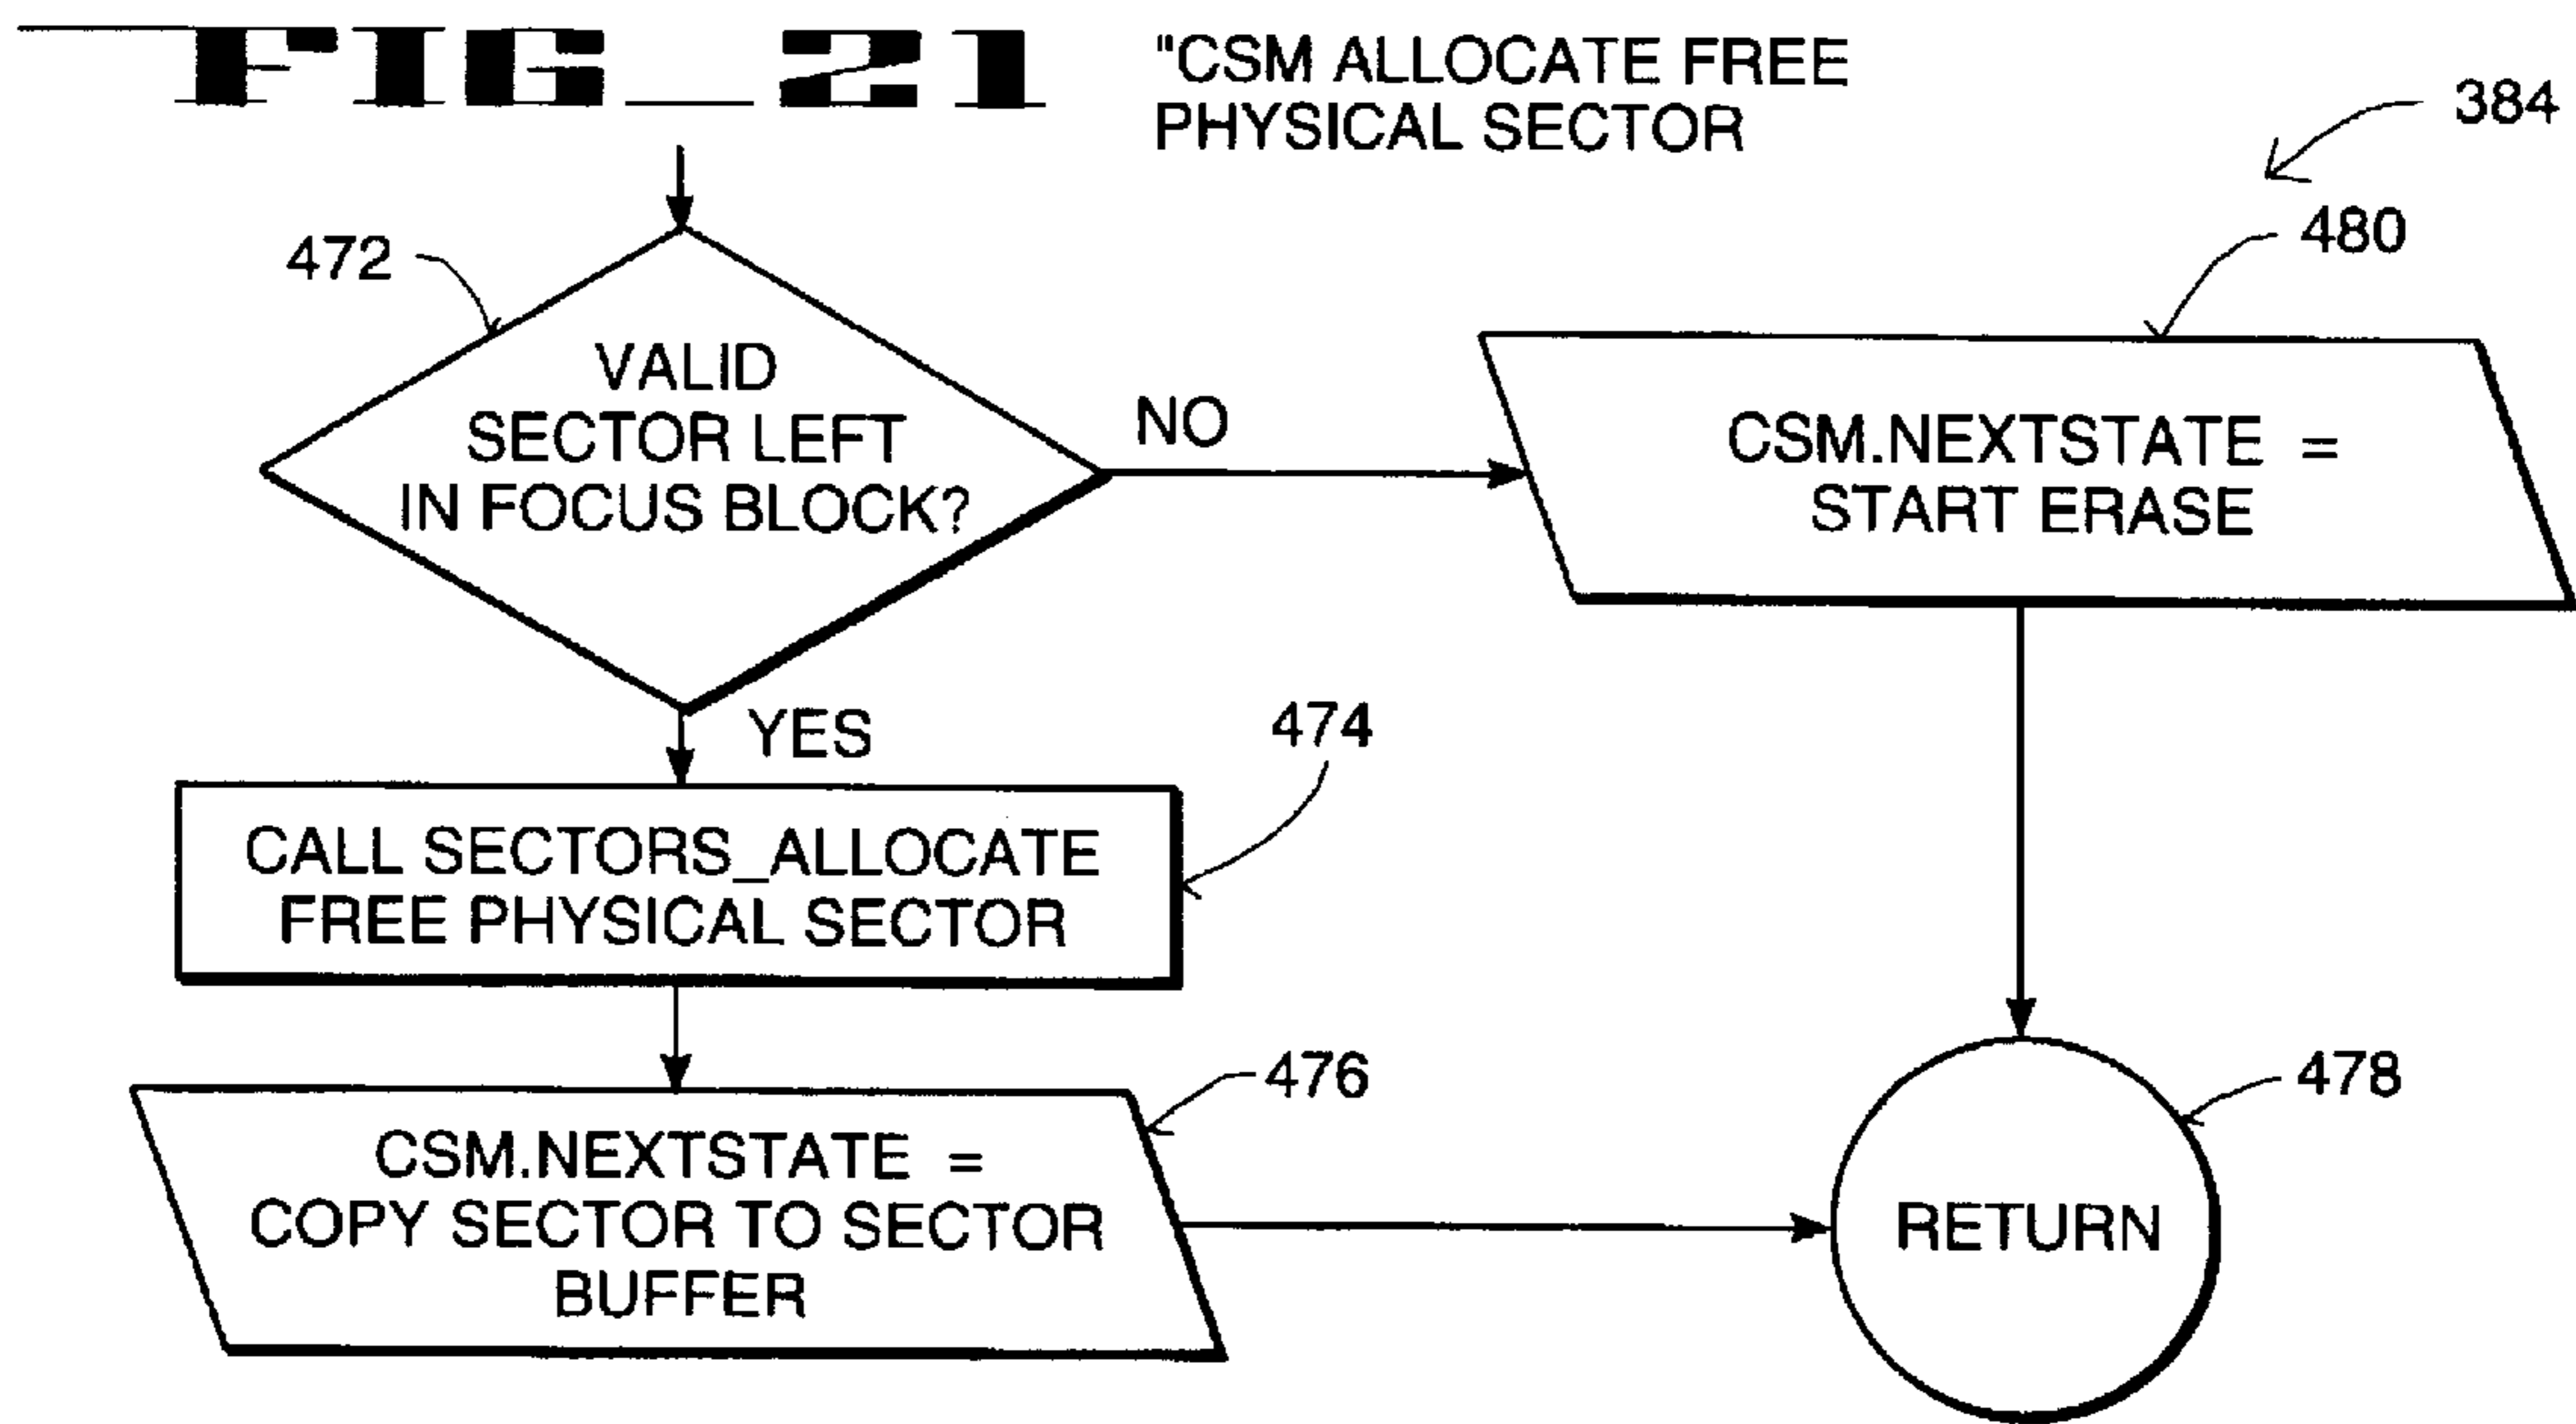 FIG_21
"CSM ALLOCATE FREE
PHYSICAL SECTOR
384
472
480
VALID
SECTOR LEFT
IN FOCUS BLOCK?
NO
CSM.NEXTSTATE =
START ERASE
YES
474
CALL SECTORS_ALLOCATE
FREE PHYSICAL SECTOR
476
CSM.NEXTSTATE =
COPY SECTOR TO SECTOR
BUFFER
478
RETURN